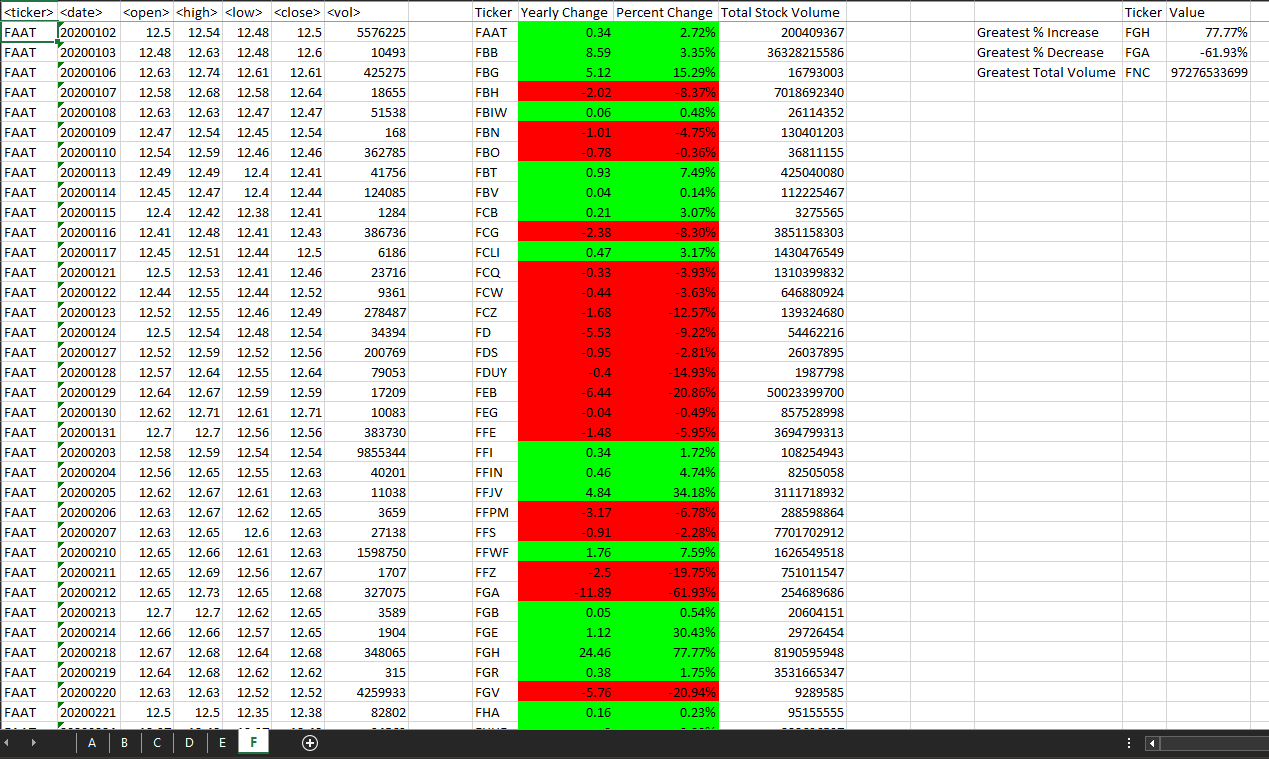 <ticker> <date> <open> <high> <low> <close> <vol> Ticker Yearly Change Percent Change Total Stock Volume Ticker Value
FAAT 20200102 12.5 12.54 12.48 12.5 5576225 FAAT 0.34 2.72% 200409367 Greatest % Increase FGH 77.77%
FAAT 20200103 12.48 12.63 12.48 12.6 10493 FBB 8.59 3.35% 36328215586 Greatest % Decrease FGA -61.93%
FAAT 20200106 12.63 12.74 12.61 12.61 425275 FBG 5.12 15.29% 16793003 Greatest Total Volume FNC 97276533699
FAAT 20200107 12.58 12.68 12.58 12.64 18655 FBH -2.02 -8.37% 7018692340
FAAT 20200108 12.63 12.63 12.47 12.47 51538 FBIW 0.06 0.48% 26114352
FAAT 20200109 12.47 12.54 12.45 12.54 168 FBN -1.01 -4.75% 130401203
FAAT 20200110 12.54 12.59 12.46 12.46 362785 FBO -0.78 -0.36% 36811155
FAAT 20200113 12.49 12.49 12.4 12.41 41756 FBT 0.93 7.49% 425040080
FAAT 20200114 12.45 12.47 12.4 12.44 124085 FBV 0.04 0.14% 112225467
FAAT 20200115 12.4 12.42 12.38 12.41 1284 FCB 0.21 3.07% 3275565
FAAT 20200116 12.41 12.48 12.41 12.43 386736 FCG -2.38 -8.30% 3851158303
FAAT 20200117 12.45 12.51 12.44 12.5 6186 FCLI 0.47 3.17% 1430476549
FAAT 20200121 12.5 12.53 12.41 12.46 23716 FCQ -0.33 -3.93% 1310399832
FAAT 20200122 12.44 12.55 12.44 12.52 9361 FCW -0.44 -3.63% 646880924
FAAT 20200123 12.52 12.55 12.46 12.49 278487 FCZ -1.68 -12.57% 139324680
FAAT 20200124 12.5 12.54 12.48 12.54 34394 FD -5.53 -9.22% 54462216
FAAT 20200127 12.52 12.59 12.52 12.56 200769 FDS -0.95 -2.81% 26037895
FAAT 20200128 12.57 12.64 12.55 12.64 79053 FDUY -0.4 -14.93% 1987798
FAAT 20200129 12.64 12.67 12.59 12.59 17209 FEB -6.44 -20.86% 50023399700
FAAT 20200130 12.62 12.71 12.61 12.71 10083 FEG -0.04 -0.49% 857528998
FAAT 20200131 12.7 12.7 12.56 12.56 383730 FFE -1.48 -5.95% 3694799313
FAAT 20200203 12.58 12.59 12.54 12.54 9855344 FFI 0.34 1.72% 108254943
FAAT 20200204 12.56 12.65 12.55 12.63 40201 FFIN 0.46 4.74% 82505058
FAAT 20200205 12.62 12.67 12.61 12.63 11038 FFJV 4.84 34.18% 3111718932
FAAT 20200206 12.63 12.67 12.62 12.65 3659 FFPM -3.17 -6.78% 288598864
FAAT 20200207 12.63 12.65 12.6 12.63 27138 FFS -0.91 -2.28% 7701702912
FAAT 20200210 12.65 12.66 12.61 12.63 1598750 FFWF 1.76 7.59% 1626549518
FAAT 20200211 12.65 12.69 12.56 12.67 1707 FFZ -2.5 -19.75% 751011547
FAAT 20200212 12.65 12.73 12.65 12.68 327075 FGA -11.89 -61.93% 254689686
FAAT 20200213 12.7 12.7 12.62 12.65 3589 FGB 0.05 0.54% 20604151
FAAT 20200214 12.66 12.66 12.57 12.65 1904 FGE 1.12 30.43% 29726454
FAAT 20200218 12.67 12.68 12.64 12.68 348065 FGH 24.46 77.77% 8190595948
FAAT 20200219 12.64 12.68 12.62 12.62 315 FGR 0.38 1.75% 3531665347
FAAT 20200220 12.63 12.63 12.52 12.52 4259933 FGV -5.76 -20.94% 9289585
FAAT 20200221 12.5 12.5 12.35 12.38 82802 FHA 0.16 0.23% 95155555
A B C D E F